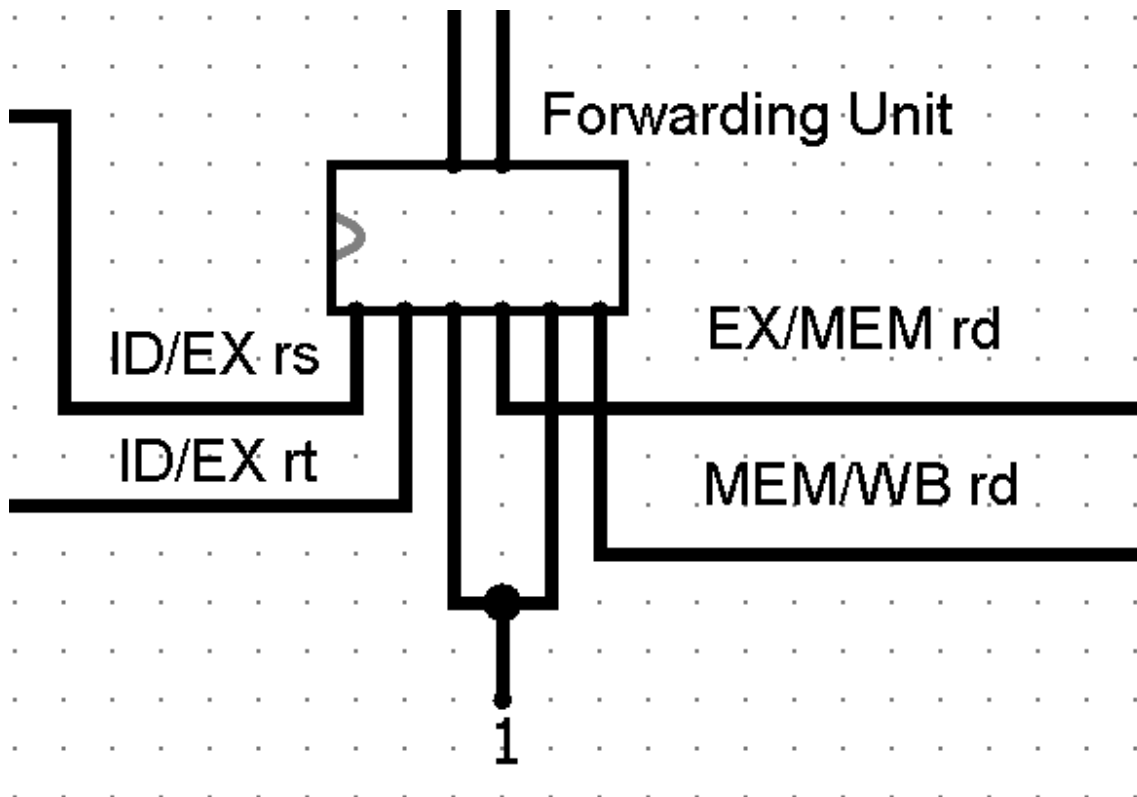 Forwarding Unit
ID/EX rs
EX/MEM rd
ID/EX rt
MEM/WB rd
1